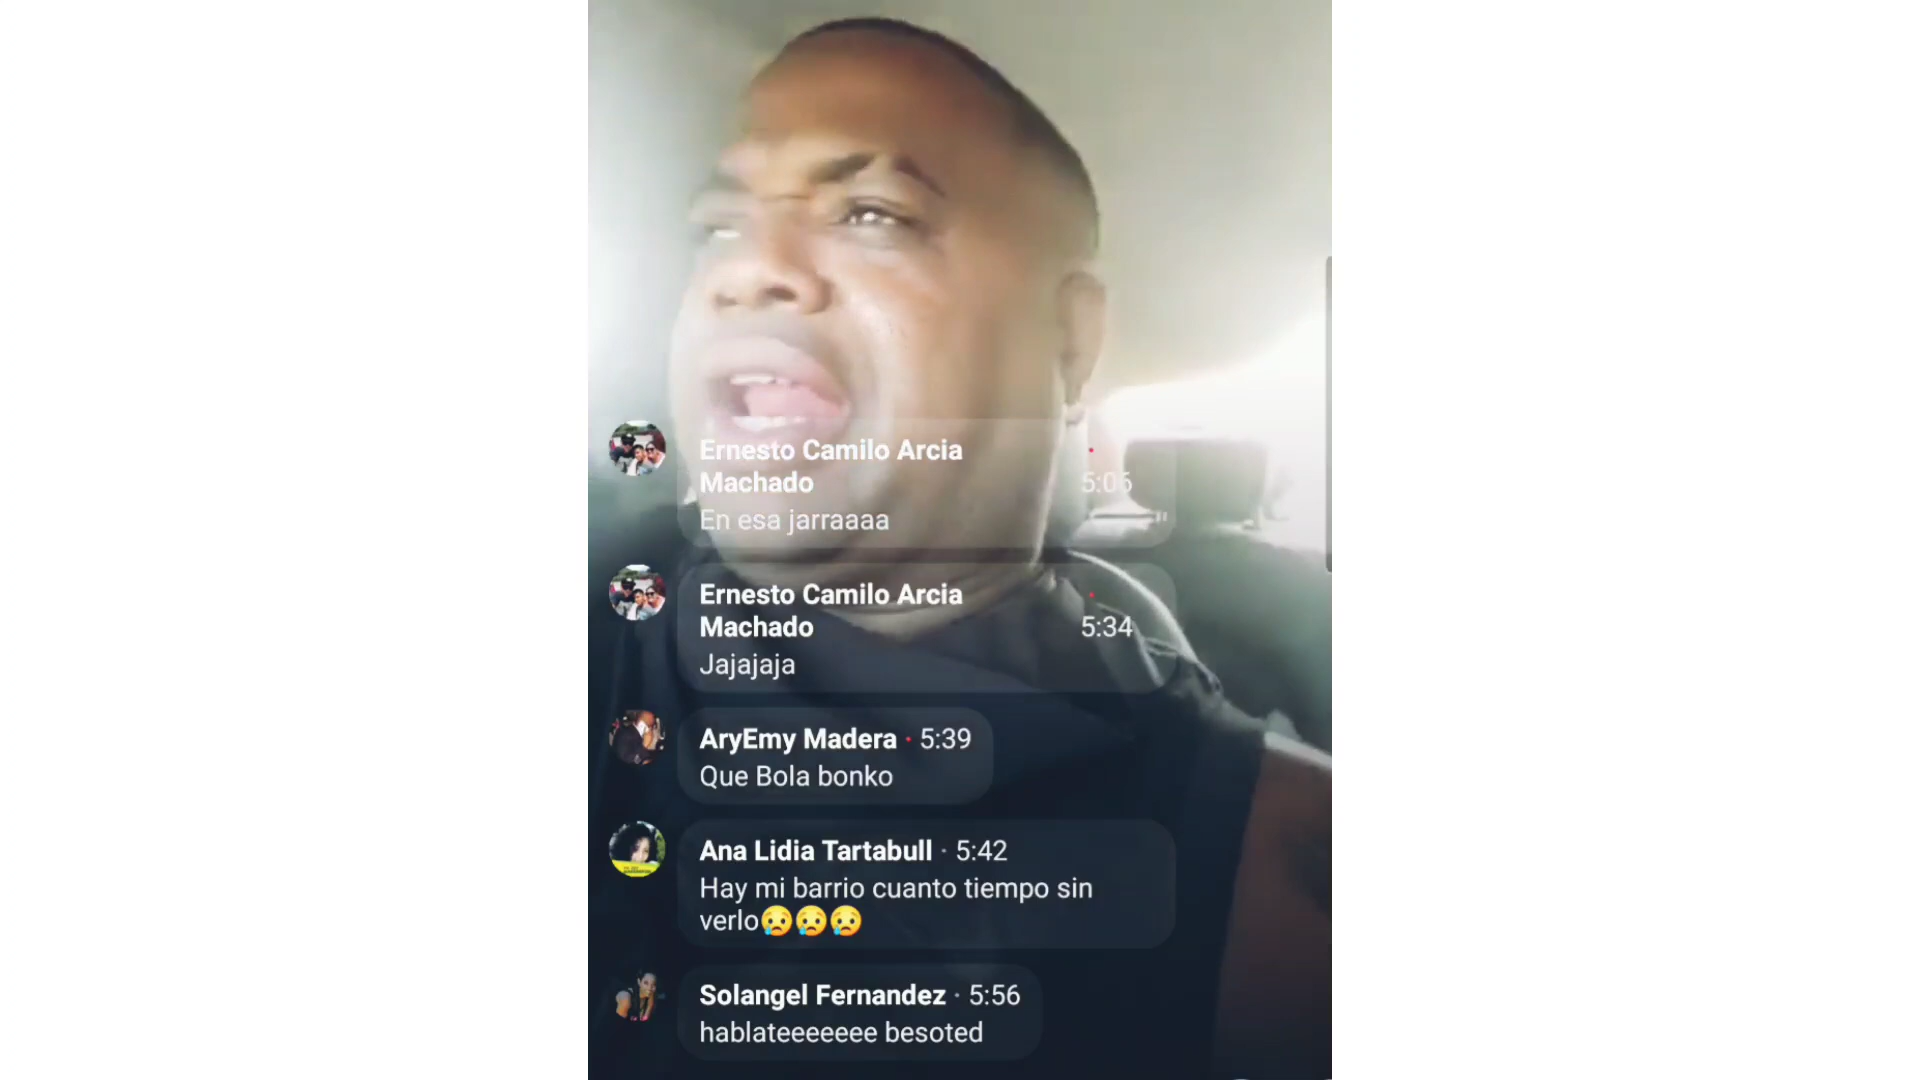 Ernesto Camilo Arcia
Machado 5:06
En esa jarraaaa
Ernesto Camilo Arcia
Machado 5:34
Jajajaja
AryEmy Madera · 5:39
Que Bola bonko
Ana Lidia Tartabull · 5:42
Hay mi barrio cuanto tiempo sin
verlo😢😢😢
Solangel Fernandez · 5:56
hablateeeeeee besoted